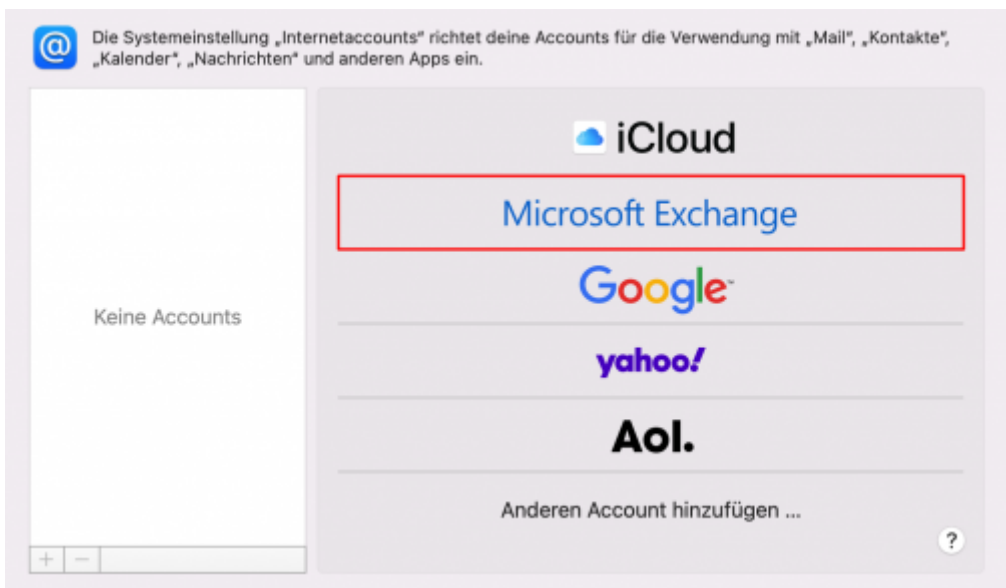 Die Systemeinstellung „Internetaccounts“ richtet deine Accounts für die Verwendung mit „Mail“, „Kontakte“,
„Kalender“, „Nachrichten“ und anderen Apps ein.
iCloud
Microsoft Exchange
Google
Keine Accounts
yahoo!
Aol.
Anderen Account hinzufügen ...
?
+ −